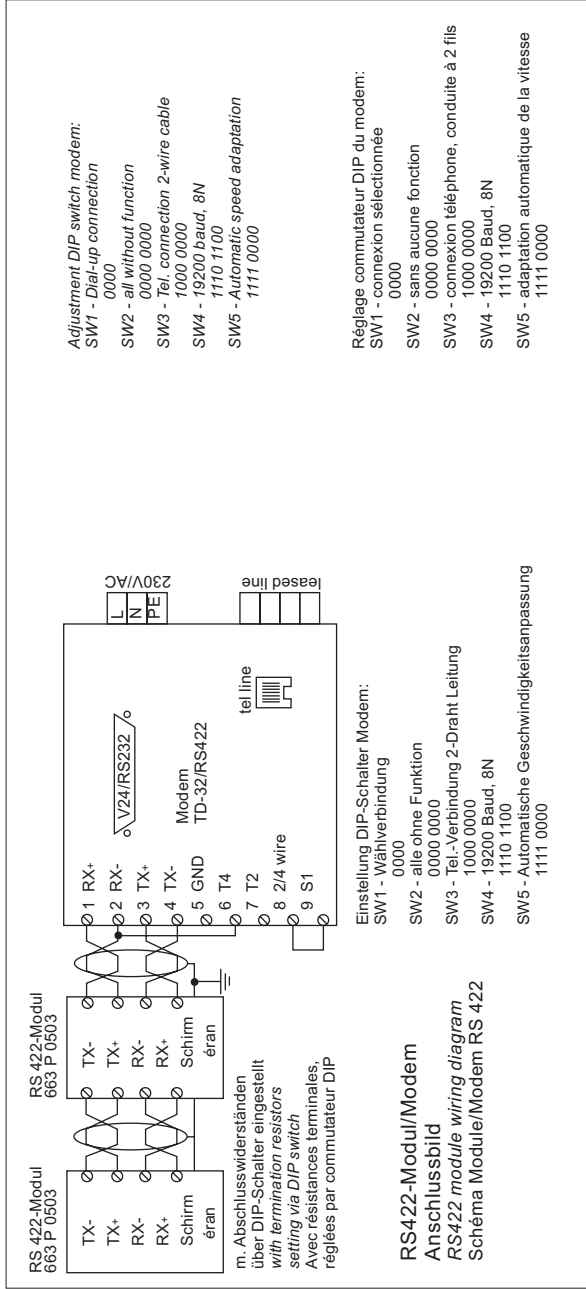 RS 422-Modul
663 P 0503
TX-
TX+
RX-
RX+
Schirm
éran
RS 422-Modul
663 P 0503
TX-
TX+
RX-
RX+
Schirm
éran
1 RX+
2 RX-
3 TX+
4 TX-
5 GND
6 T4
7 T2
8 2/4 wire
9 S1
V24/RS232
Modem
TD-32/RS422
tel line
L
N
PE
230V/AC
leased line
m. Abschlusswiderständen
über DIP-Schalter eingestellt
with termination resistors
setting via DIP switch
Avec résistances terminales,
réglées par commutateur DIP
RS422-Modul/Modem
Anschlussbild
RS422 module wiring diagram
Schéma Module/Modem RS 422
Einstellung DIP-Schalter Modem:
SW1 - Wählverbindung
0000
SW2 - alle ohne Funktion
0000 0000
SW3 - Tel.-Verbindung 2-Draht Leitung
1000 0000
SW4 - 19200 Baud, 8N
1110 1100
SW5 - Automatische Geschwindigkeitsanpassung
1111 0000
Adjustment DIP switch modem:
SW1 - Dial-up connection
0000
SW2 - all without function
0000 0000
SW3 - Tel. connection 2-wire cable
1000 0000
SW4 - 19200 baud, 8N
1110 1100
SW5 - Automatic speed adaptation
1111 0000
Réglage commutateur DIP du modem:
SW1 - connexion sélectionnée
0000
SW2 - sans aucune fonction
0000 0000
SW3 - connexion téléphone, conduite à 2 fils
1000 0000
SW4 - 19200 Baud, 8N
1110 1100
SW5 - adaptation automatique de la vitesse
1111 0000